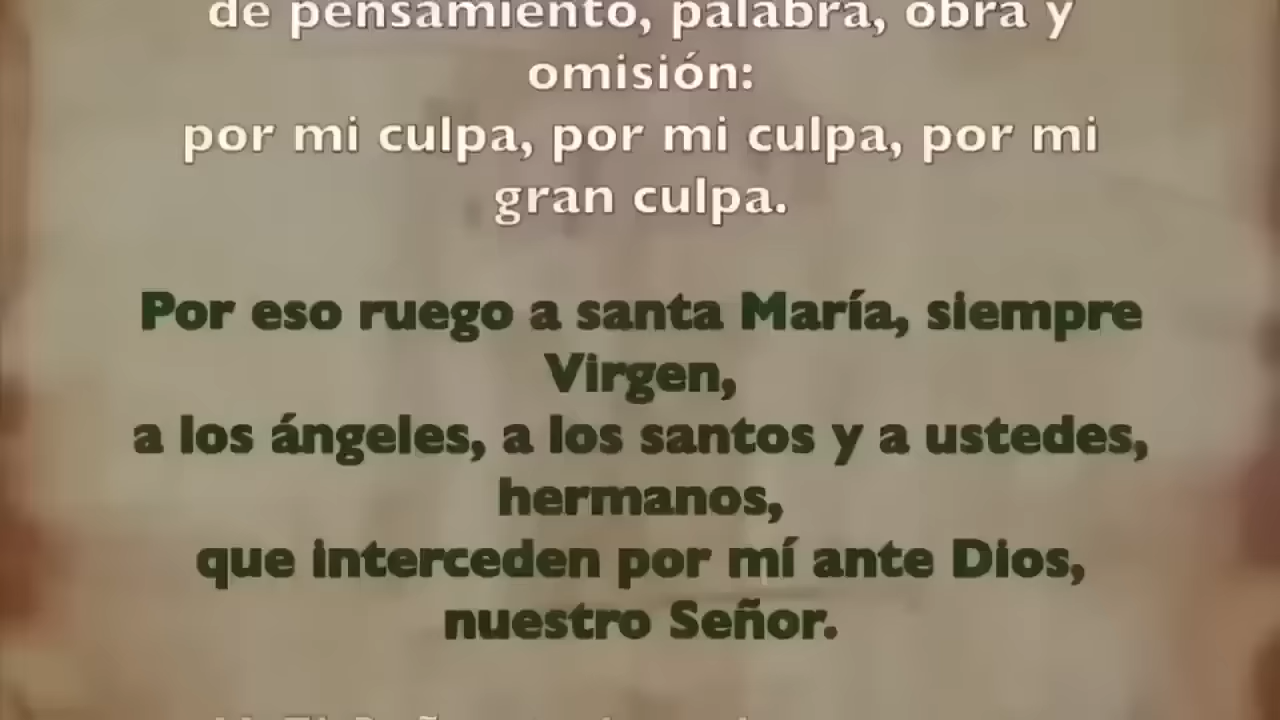 de pensamiento, palabra, obra y
omisión:
por mi culpa, por mi culpa, por mi
gran culpa.
Por eso ruego a santa María, siempre
Virgen,
a los ángeles, a los santos y a ustedes,
hermanos,
que interceden por mí ante Dios,
nuestro Señor.